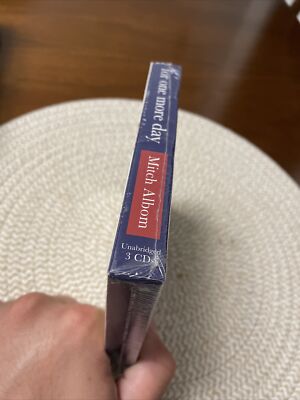 for one more day
Mitch Albom
Unabridged
3 CDs